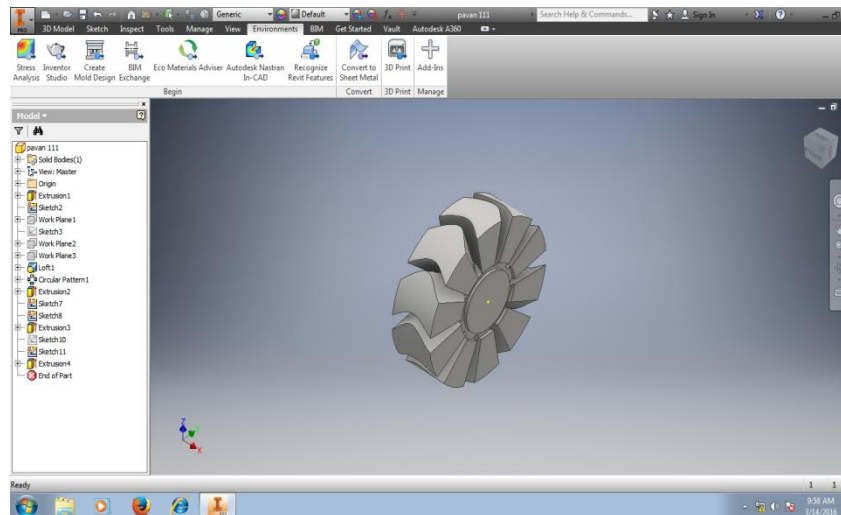 PRO
Generic
Default
pavan 111
Search Help & Commands...
Sign In
3D Model Sketch Inspect Tools Manage View Environments BIM Get Started Vault Autodesk A360
Stress Analysis
Inventor Studio
Create Mold Design
BIM Exchange
Eco Materials Adviser
Autodesk Nastran In-CAD
Recognize Revit Features
Convert to Sheet Metal
3D Print
Add-Ins
Begin Convert 3D Print Manage
Model
pavan 111
Solid Bodies(1)
View: Master
Origin
Extrusion1
Sketch2
Work Plane1
Sketch3
Work Plane2
Work Plane3
Loft1
Circular Pattern1
Extrusion2
Sketch7
Sketch8
Extrusion3
Sketch10
Sketch11
Extrusion4
End of Part
Z
X
Ready
1 1
9:58 AM
3/14/2016